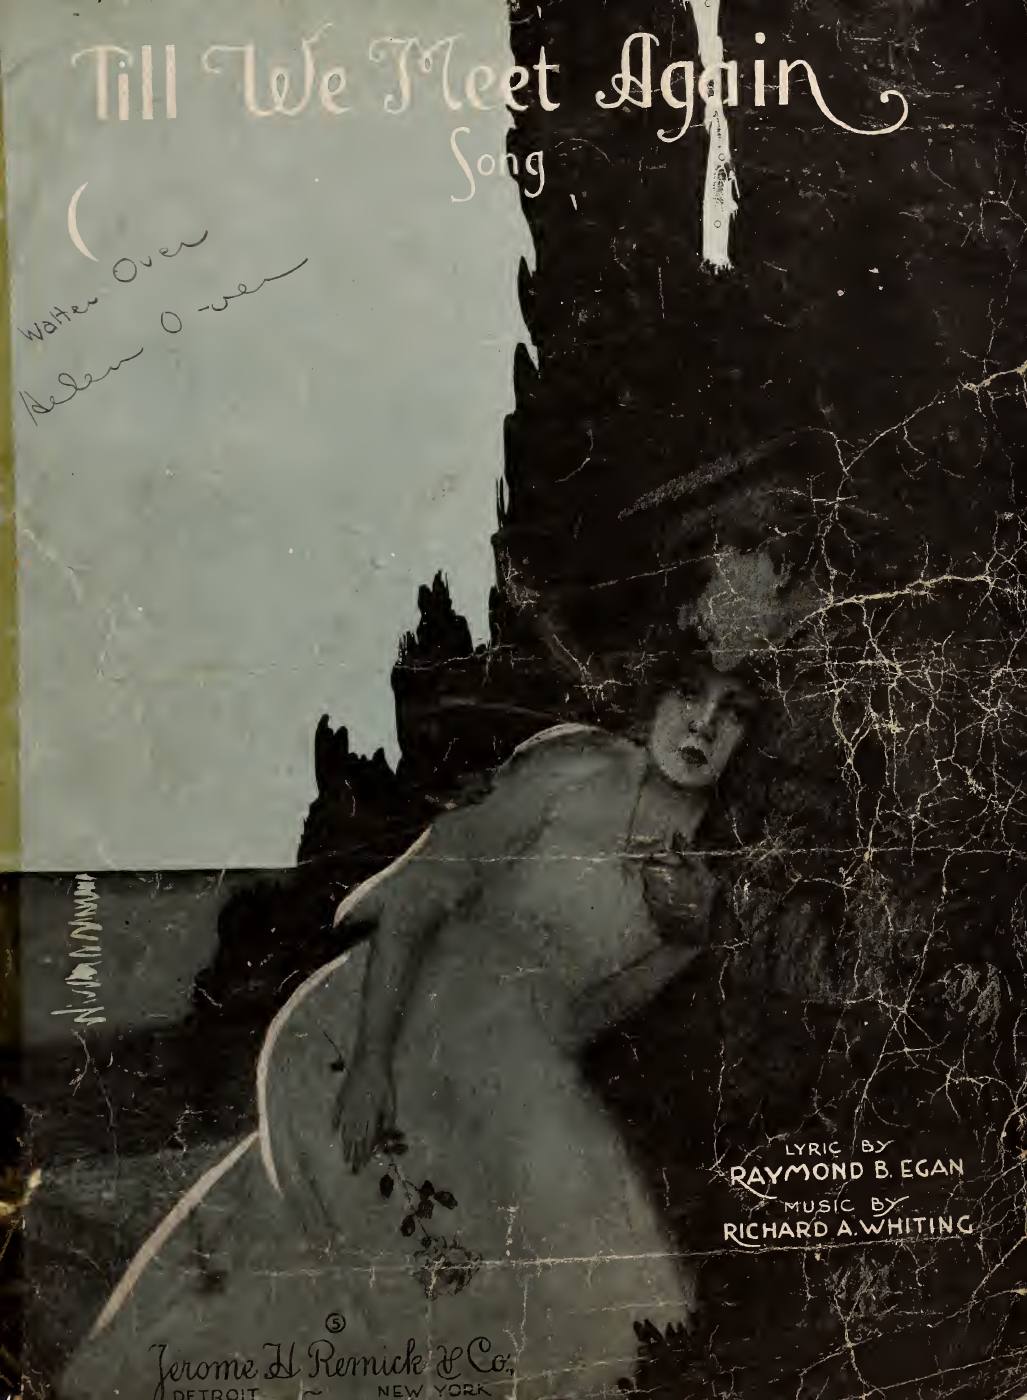 Till We Meet Again
Song
Walter Over
Helen Over
LYRIC BY
RAYMOND B. EGAN
MUSIC BY
RICHARD A. WHITING
5
Jerome H. Remick & Co.
DETROIT ~ NEW YORK